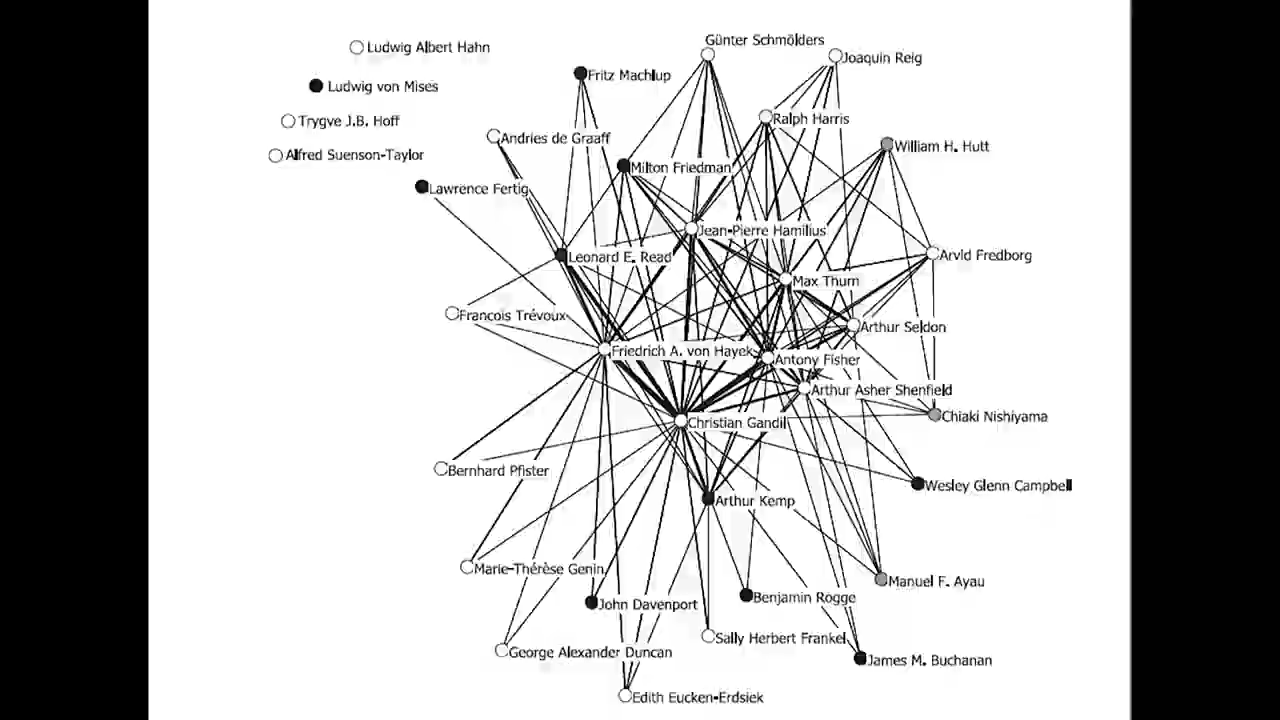 Günter Schmölders
Ludwig Albert Hahn
Joaquin Reig
Fritz Machlup
Ludwig von Mises
Ralph Harris
Trygve J.B. Hoff
Andries de Graaff
William H. Hutt
Alfred Suenson-Taylor
Milton Friedman
Lawrence Fertig
Jean-Pierre Hamilius
Leonard E. Read
Arvid Fredborg
Max Thurn
Francois Trévoux
Arthur Seldon
Friedrich A. von Hayek
Antony Fisher
Arthur Asher Shenfield
Chiaki Nishiyama
Christian Gandil
Bernhard Pfister
Wesley Glenn Campbell
Arthur Kemp
Marie-Thérèse Genin
Manuel F. Ayau
Benjamin Rogge
John Davenport
Sally Herbert Frankel
George Alexander Duncan
James M. Buchanan
Edith Eucken-Erdsiek